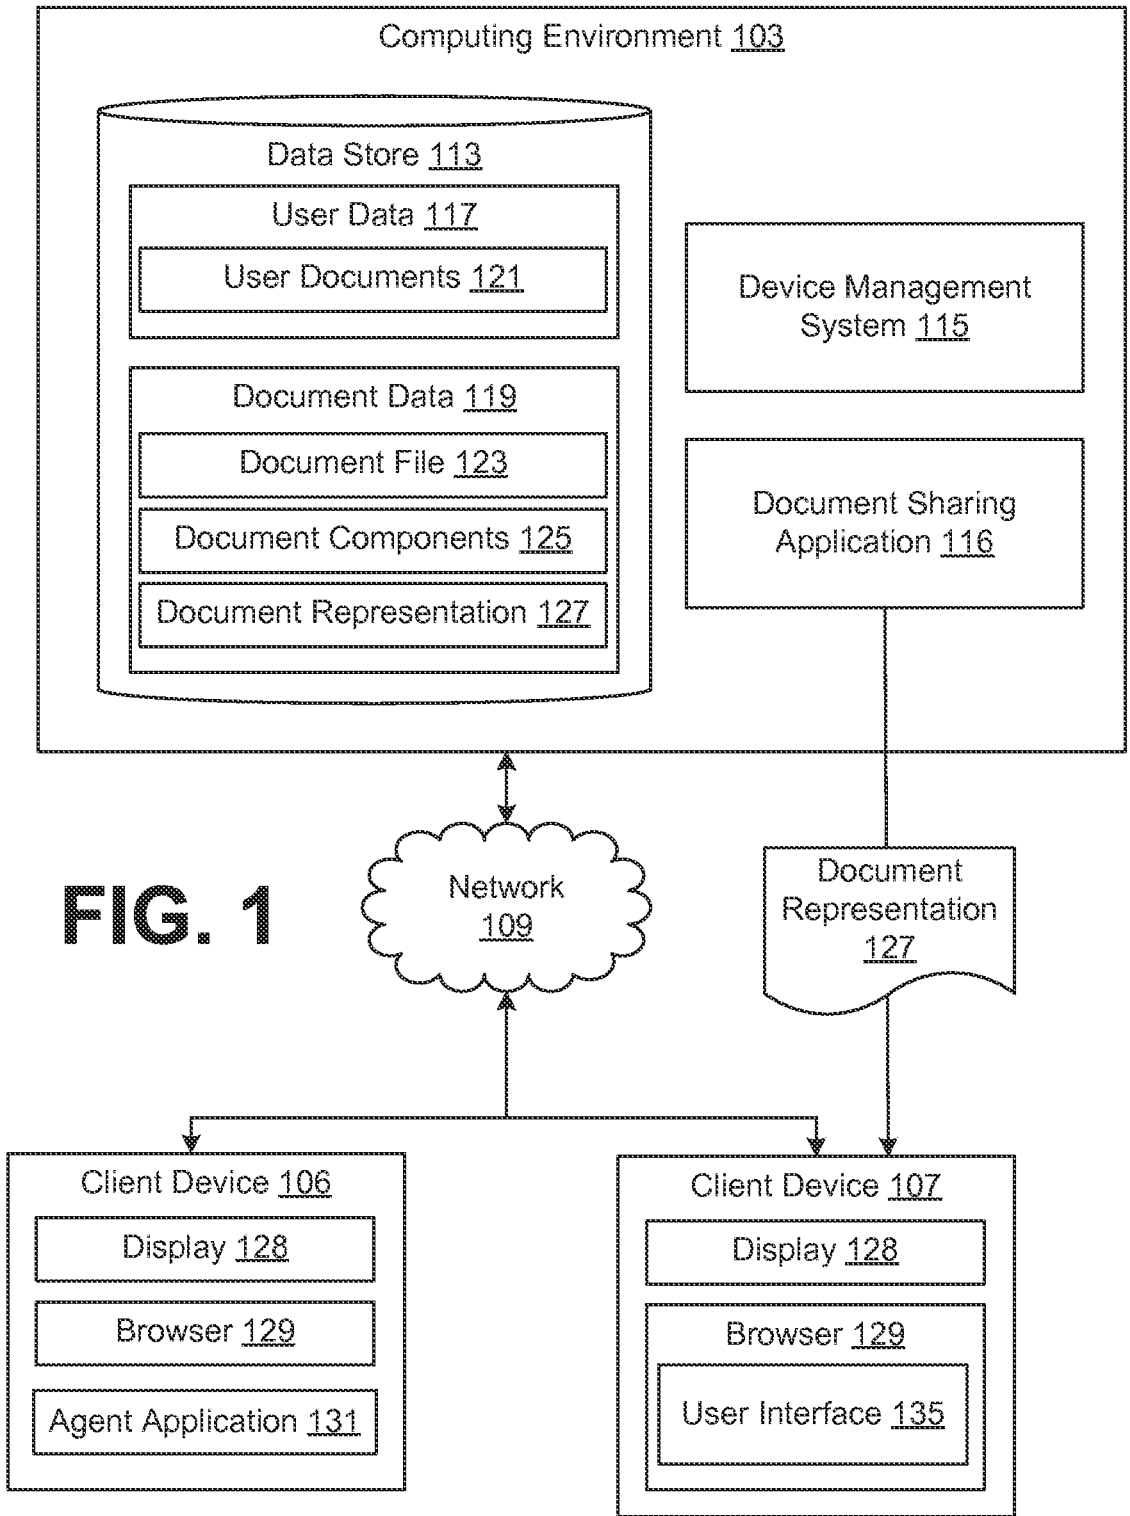 Computing Environment 103
Data Store 113
User Data 117
User Documents 121
Document Data 119
Document File 123
Document Components 125
Document Representation 127
Device Management
System 115
Document Sharing
Application 116
FIG. 1
Network
109
Document
Representation
127
Client Device 106
Display 128
Browser 129
Agent Application 131
Client Device 107
Display 128
Browser 129
User Interface 135